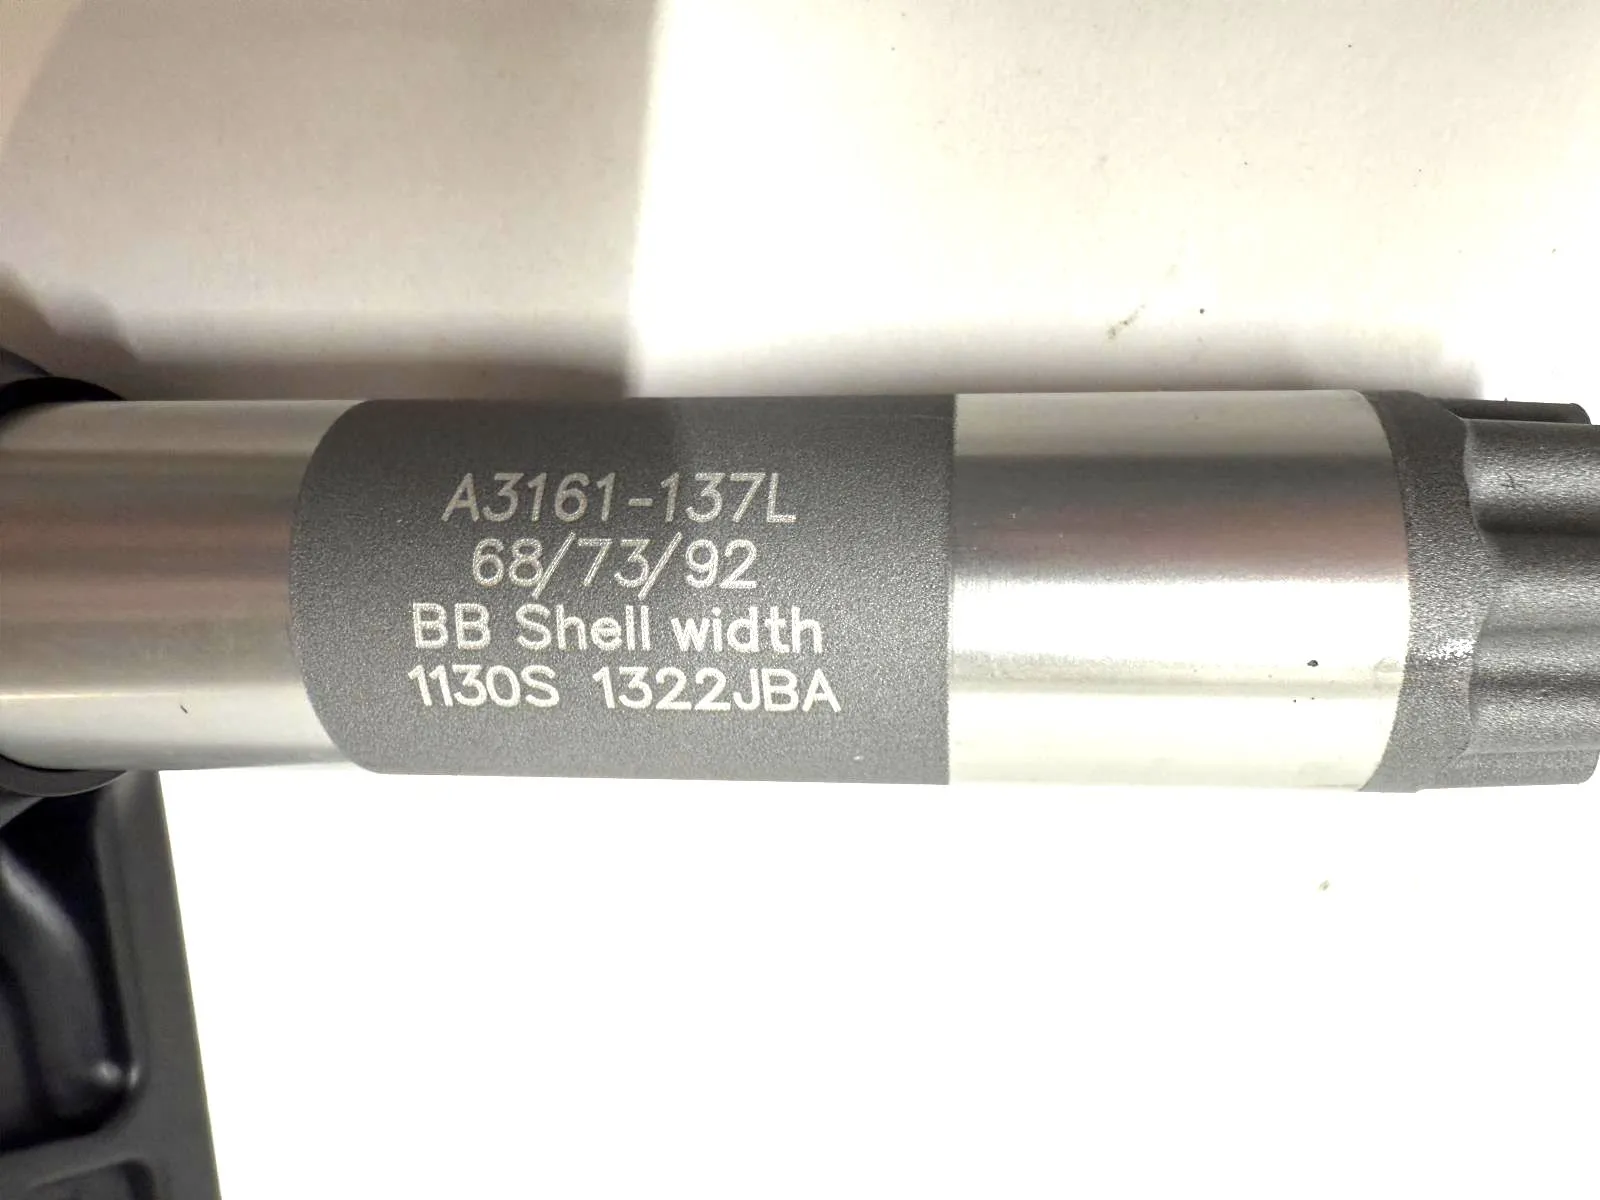 A3161-137L
68/73/92
BB Shell width
1130S 1322JBA